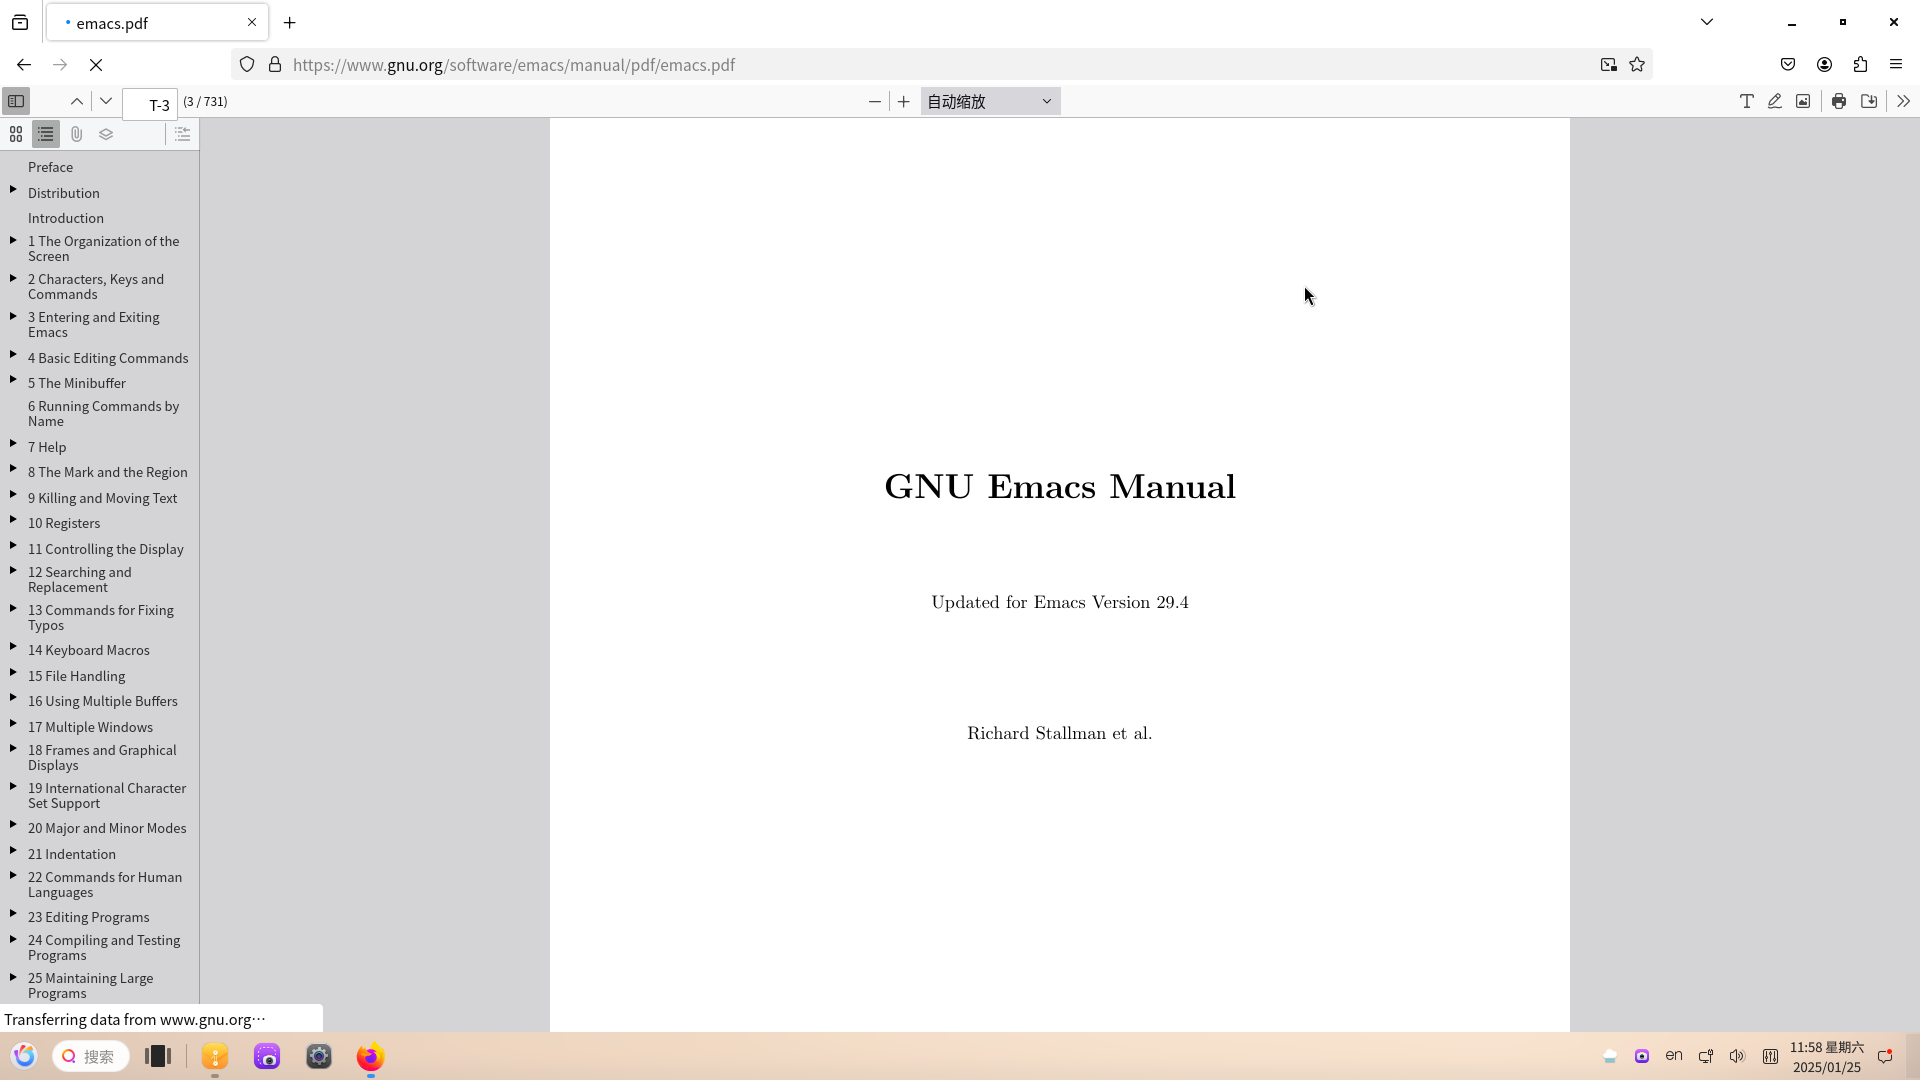 emacs.pdf
https://www.gnu.org/software/emacs/manual/pdf/emacs.pdf
T-3 (3 / 731)
自动缩放
Preface
Distribution
Introduction
1 The Organization of the
Screen
2 Characters, Keys and
Commands
3 Entering and Exiting
Emacs
4 Basic Editing Commands
5 The Minibuffer
6 Running Commands by
Name
7 Help
8 The Mark and the Region
9 Killing and Moving Text
10 Registers
11 Controlling the Display
12 Searching and
Replacement
13 Commands for Fixing
Typos
14 Keyboard Macros
15 File Handling
16 Using Multiple Buffers
17 Multiple Windows
18 Frames and Graphical
Displays
19 International Character
Set Support
20 Major and Minor Modes
21 Indentation
22 Commands for Human
Languages
23 Editing Programs
24 Compiling and Testing
Programs
25 Maintaining Large
Programs
Transferring data from www.gnu.org…
GNU Emacs Manual
Updated for Emacs Version 29.4
Richard Stallman et al.
搜索
en
11:58 星期六
2025/01/25